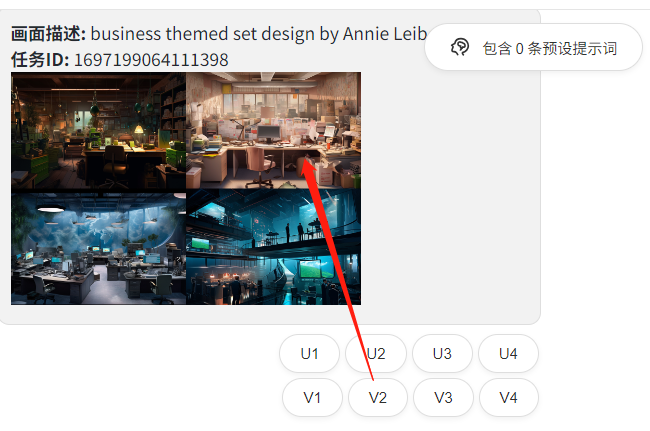 画面描述: business themed set design by Annie Leib
包含 0 条预设提示词
任务ID: 1697199064111398
U1 U2 U3 U4
V1 V2 V3 V4